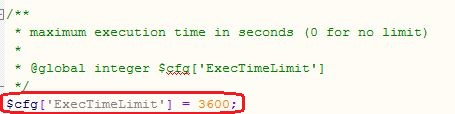 /**
* maximum execution time in seconds (0 for no limit)
*
* @global integer $cfg['ExecTimeLimit']
*/
$cfg['ExecTimeLimit'] = 3600;